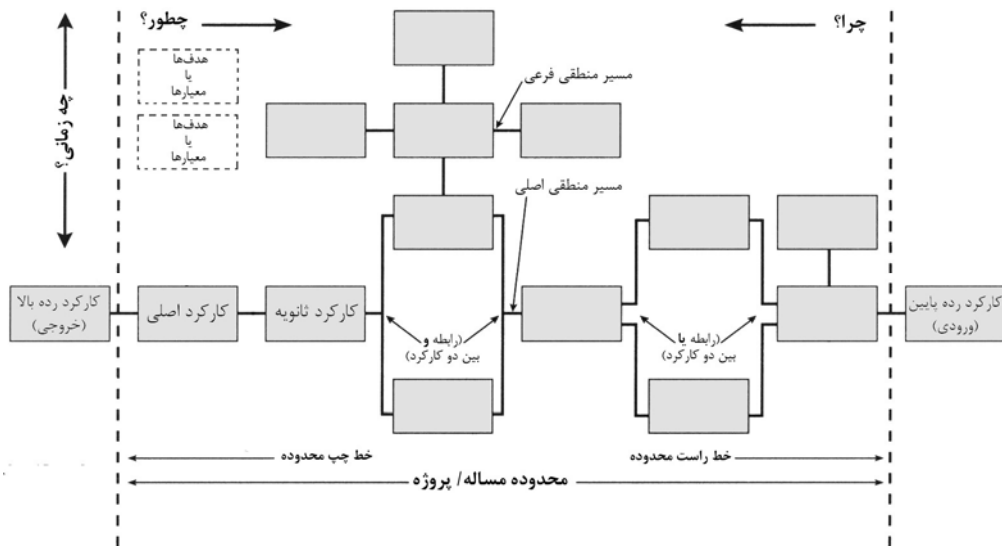 چرا؟
چطور؟
چه زمانی؟
هدف‌ها
یا
معیارها
هدف‌ها
یا
معیارها
مسیر منطقی فرعی
مسیر منطقی اصلی
کارکرد رده بالا
(خروجی)
کارکرد اصلی
کارکرد ثانویه
(رابطه و
بین دو کارکرد)
(رابطه یا
بین دو کارکرد)
کارکرد رده پایین
(ورودی)
خط چپ محدوده
خط راست محدوده
محدوده مساله/ پروژه